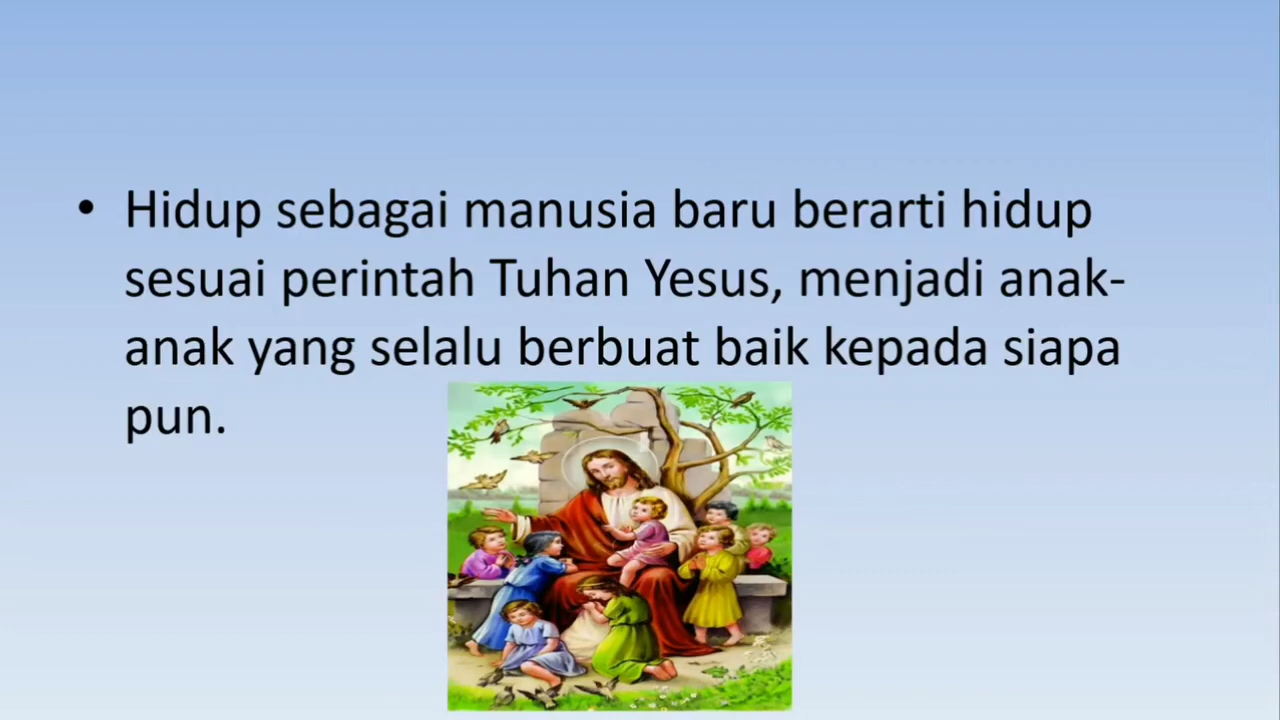 • Hidup sebagai manusia baru berarti hidup
sesuai perintah Tuhan Yesus, menjadi anak-
anak yang selalu berbuat baik kepada siapa
pun.